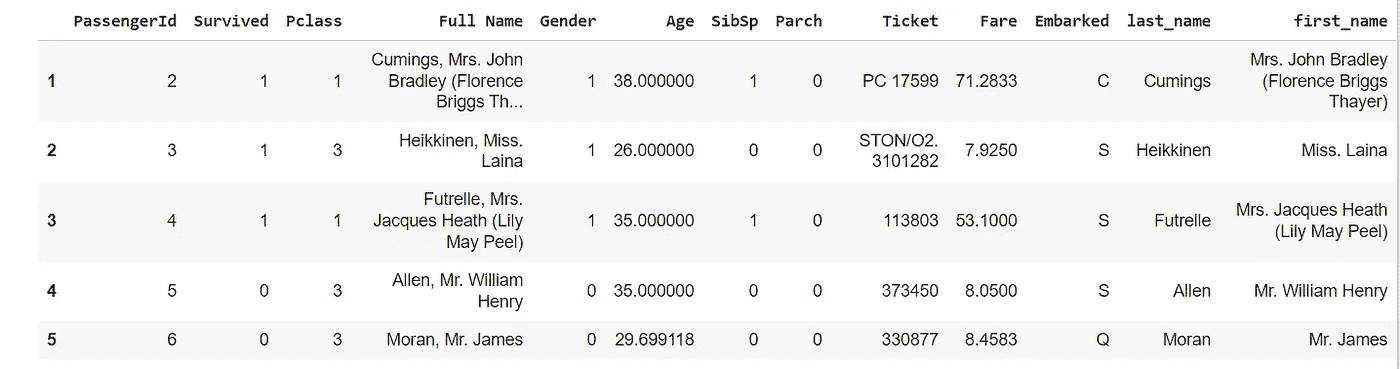 PassengerId Survived Pclass Full Name Gender Age SibSp Parch Ticket Fare Embarked last_name first_name
1 2 1 1 Cumings, Mrs. John Bradley (Florence Briggs Th... 1 38.000000 1 0 PC 17599 71.2833 C Cumings Mrs. John Bradley (Florence Briggs Thayer)
2 3 1 3 Heikkinen, Miss. Laina 1 26.000000 0 0 STON/O2. 3101282 7.9250 S Heikkinen Miss. Laina
3 4 1 1 Futrelle, Mrs. Jacques Heath (Lily May Peel) 1 35.000000 1 0 113803 53.1000 S Futrelle Mrs. Jacques Heath (Lily May Peel)
4 5 0 3 Allen, Mr. William Henry 0 35.000000 0 0 373450 8.0500 S Allen Mr. William Henry
5 6 0 3 Moran, Mr. James 0 29.699118 0 0 330877 8.4583 Q Moran Mr. James